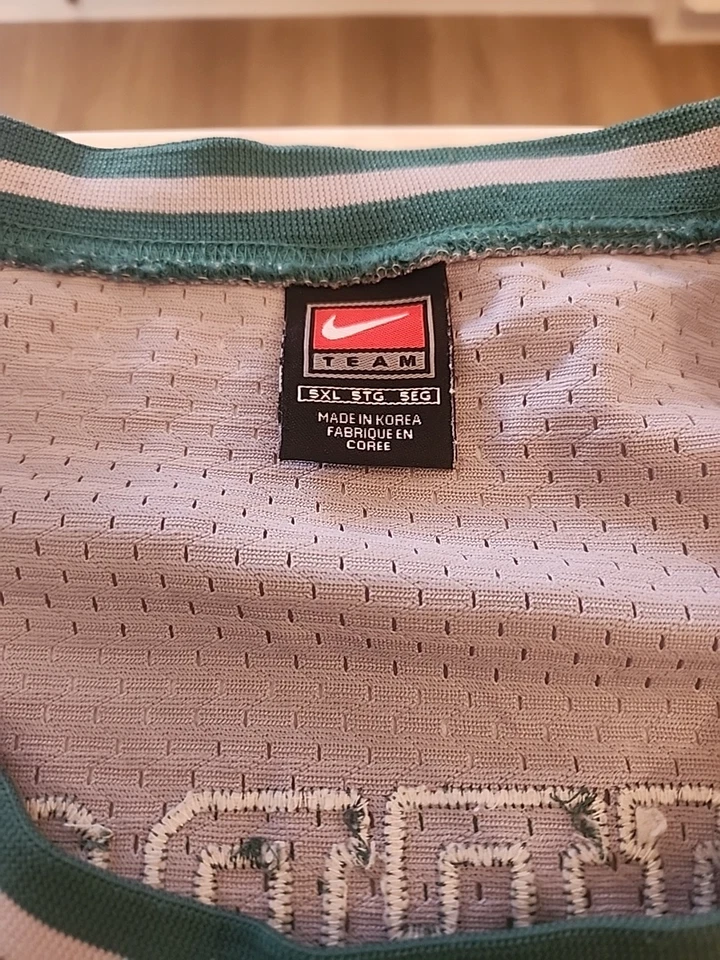 TEAM
5XL 5TG 5EG
MADE IN KOREA
FABRIQUE EN
COREE